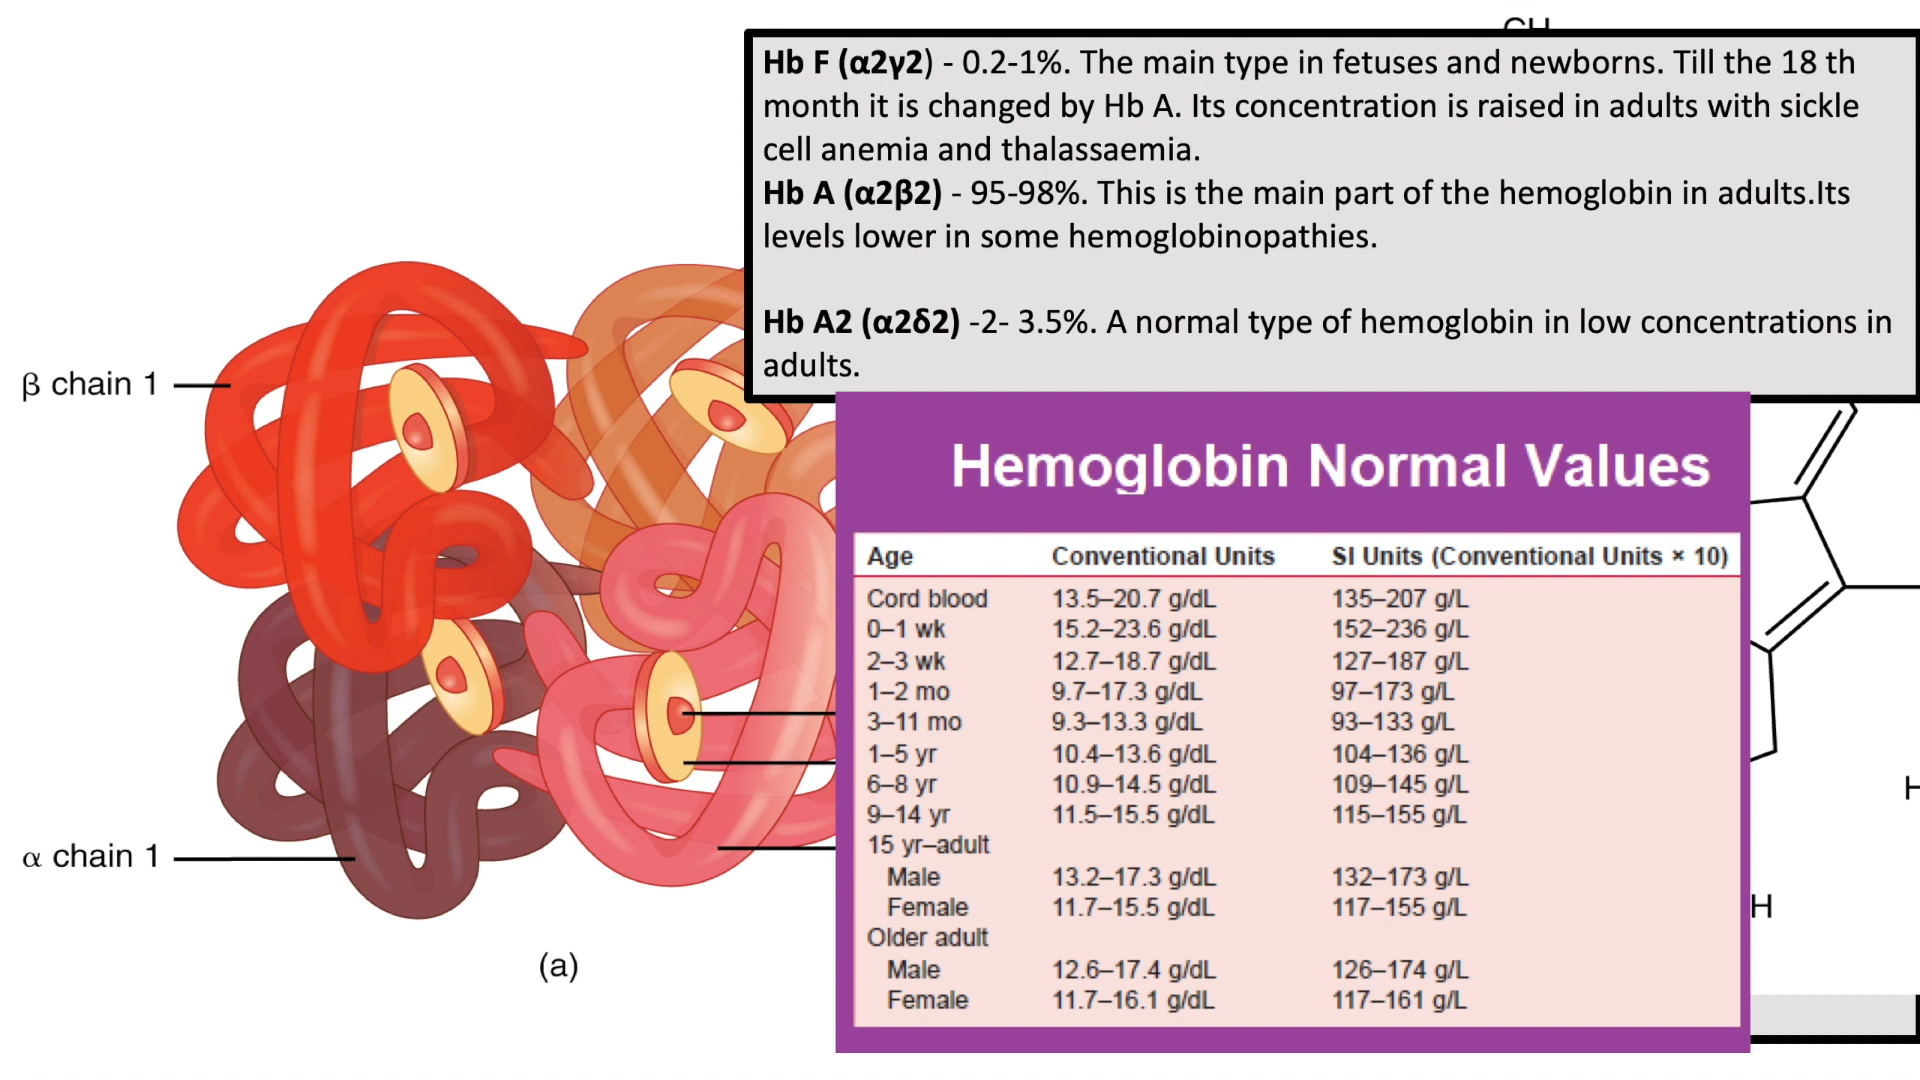 CH
Hb F (α2γ2) - 0.2-1%. The main type in fetuses and newborns. Till the 18 th
month it is changed by Hb A. Its concentration is raised in adults with sickle
cell anemia and thalassaemia.
Hb A (α2β2) - 95-98%. This is the main part of the hemoglobin in adults.Its
levels lower in some hemoglobinopathies.
Hb A2 (α2δ2) -2- 3.5%. A normal type of hemoglobin in low concentrations in
adults.
β chain 1
α chain 1
(a)
Hemoglobin Normal Values
Age Conventional Units SI Units (Conventional Units × 10)
Cord blood 13.5–20.7 g/dL 135–207 g/L
0–1 wk 15.2–23.6 g/dL 152–236 g/L
2–3 wk 12.7–18.7 g/dL 127–187 g/L
1–2 mo 9.7–17.3 g/dL 97–173 g/L
3–11 mo 9.3–13.3 g/dL 93–133 g/L
1–5 yr 10.4–13.6 g/dL 104–136 g/L
6–8 yr 10.9–14.5 g/dL 109–145 g/L
9–14 yr 11.5–15.5 g/dL 115–155 g/L
15 yr–adult
Male 13.2–17.3 g/dL 132–173 g/L
Female 11.7–15.5 g/dL 117–155 g/L
Older adult
Male 12.6–17.4 g/dL 126–174 g/L
Female 11.7–16.1 g/dL 117–161 g/L
H
H